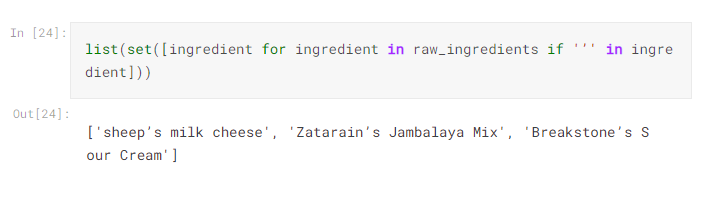 In [24]:
list(set([ingredient for ingredient in raw_ingredients if '’' in ingre
dient]))
Out[24]:
['sheep’s milk cheese', 'Zatarain’s Jambalaya Mix', 'Breakstone’s S
our Cream']